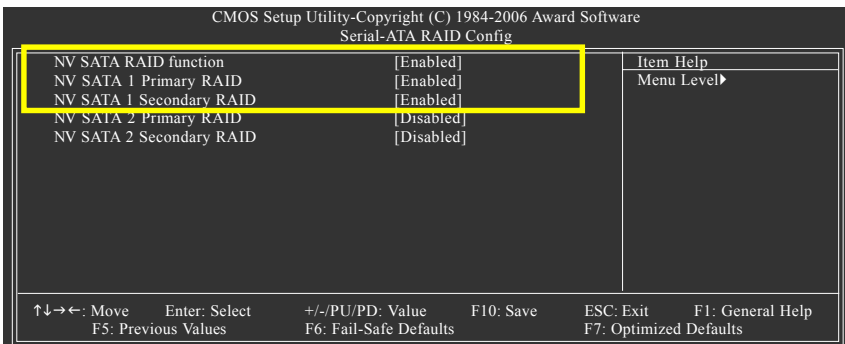 CMOS Setup Utility-Copyright (C) 1984-2006 Award Software
Serial-ATA RAID Config
NV SATA RAID function [Enabled]
NV SATA 1 Primary RAID [Enabled]
NV SATA 1 Secondary RAID [Enabled]
NV SATA 2 Primary RAID [Disabled]
NV SATA 2 Secondary RAID [Disabled]
Item Help
Menu Level▶
↑↓→←: Move Enter: Select +/-/PU/PD: Value F10: Save ESC: Exit F1: General Help
F5: Previous Values F6: Fail-Safe Defaults F7: Optimized Defaults